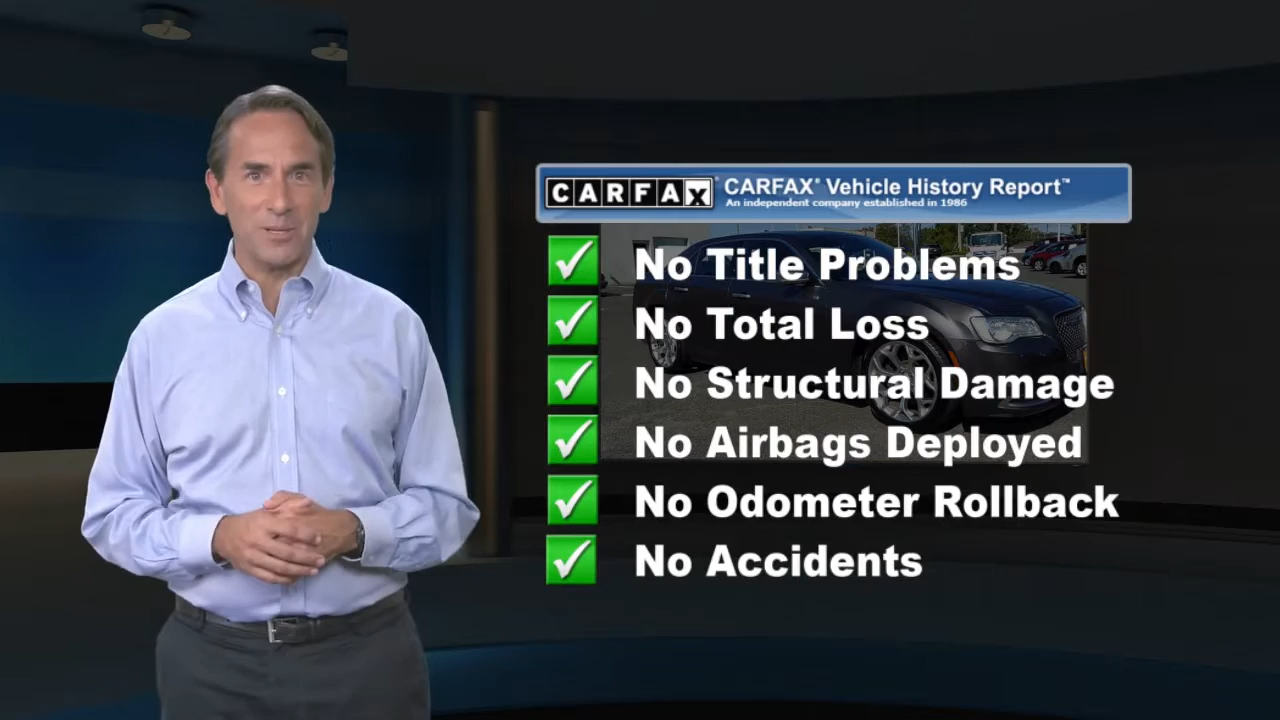 CARFAX® CARFAX® Vehicle History Report™
An independent company established in 1986
No Title Problems
No Total Loss
No Structural Damage
No Airbags Deployed
No Odometer Rollback
No Accidents